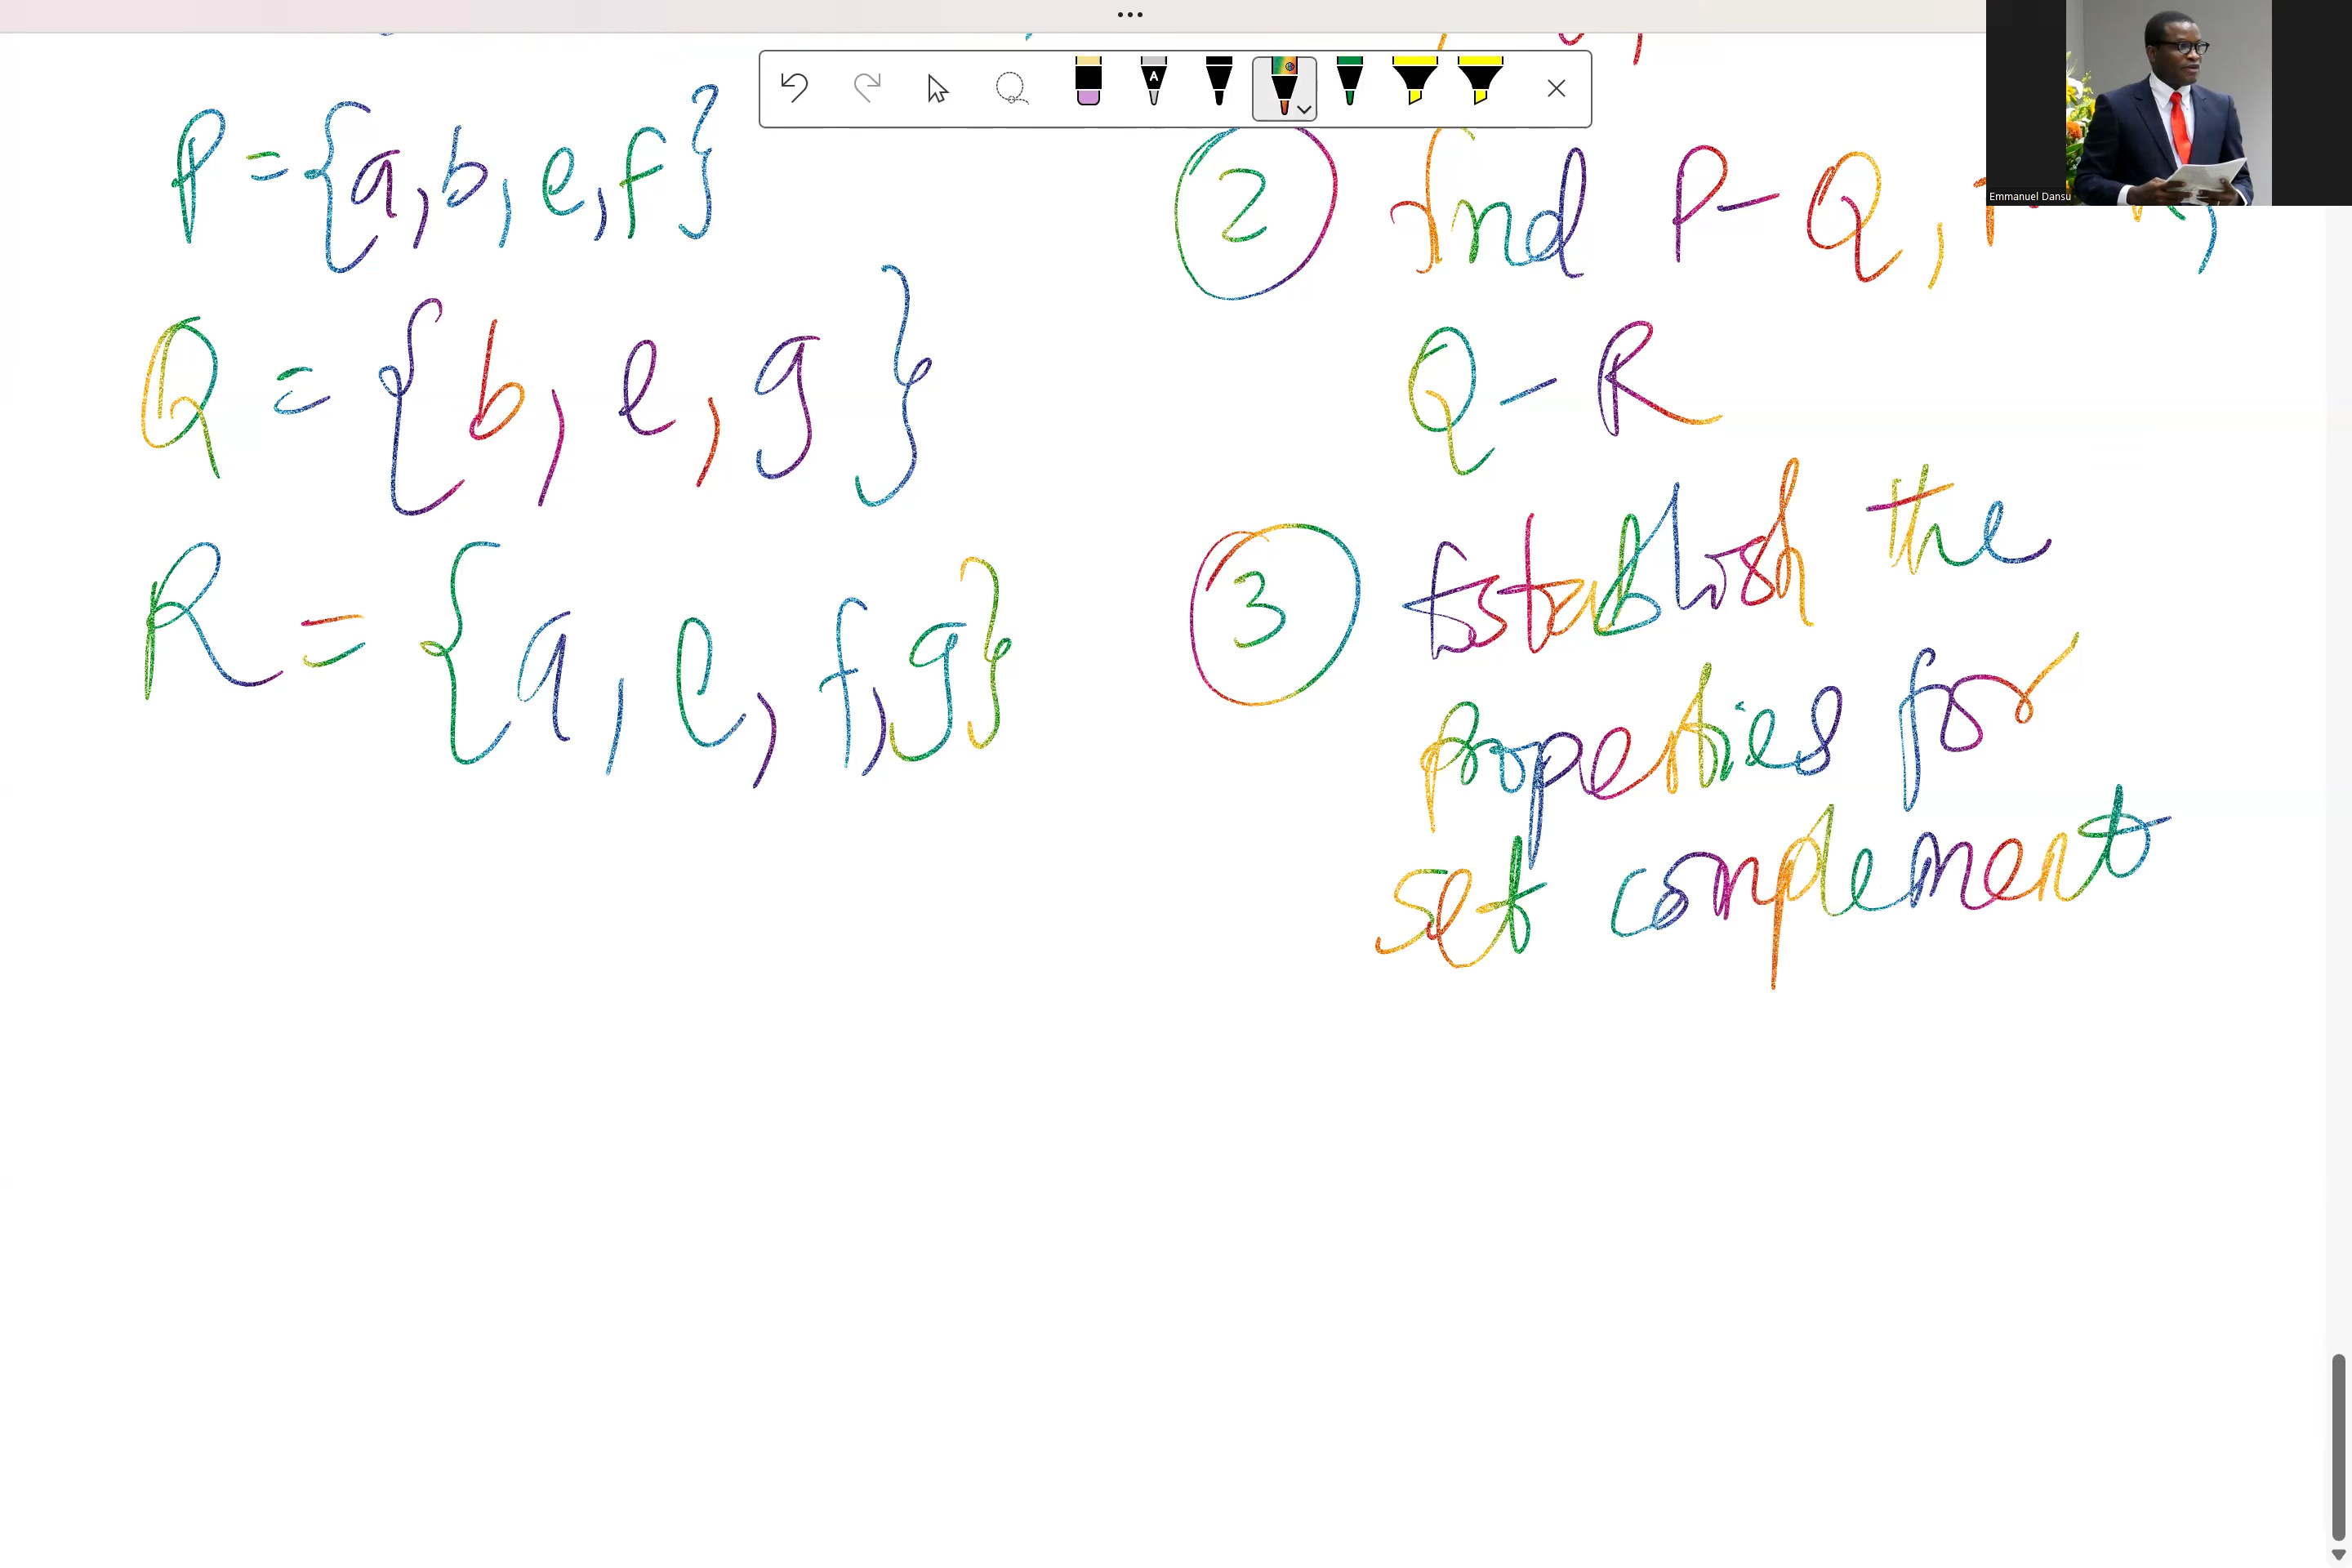 P = {a, b, e, f}
Q = {b, e, g}
R = {a, e, f, g}
A
Emmanuel Dansu
2 find P - Q,
Q - R
3 Establish the
properties for
set complement